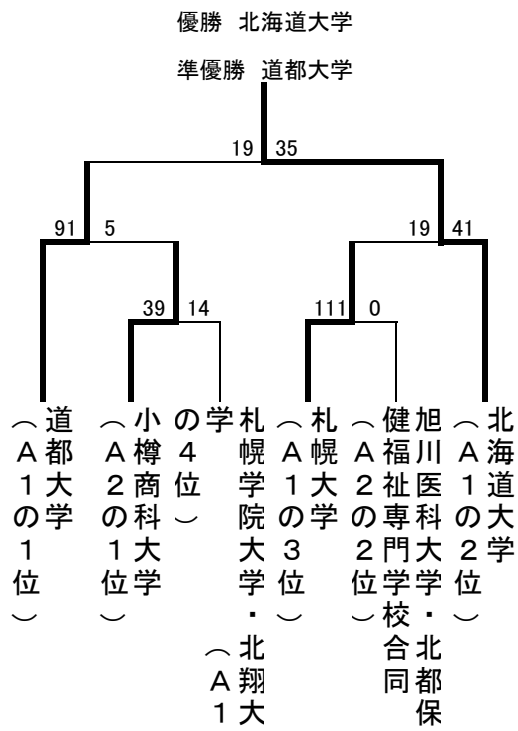 優勝 北海道大学
準優勝 道都大学
19 35
91 5
19 41
39 14
111 0
道都大学
（A1の1位）
小樽商科大学
（A2の1位）
札幌学院大学・北翔大
学（A1
の4位）
札幌大学
（A1の3位）
旭川医科大学・北都保
健福祉専門学校合同
（A2の2位）
北海道大学
（A1の2位）